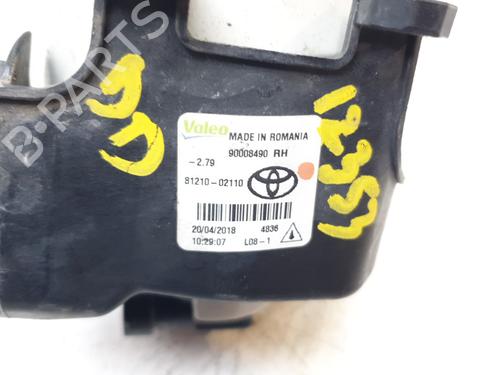 B-PARTS
Valeo
MADE IN ROMANIA
90008490 RH
-2.79
81210-02110
20/04/2018 4836
10:29:07 L08-1